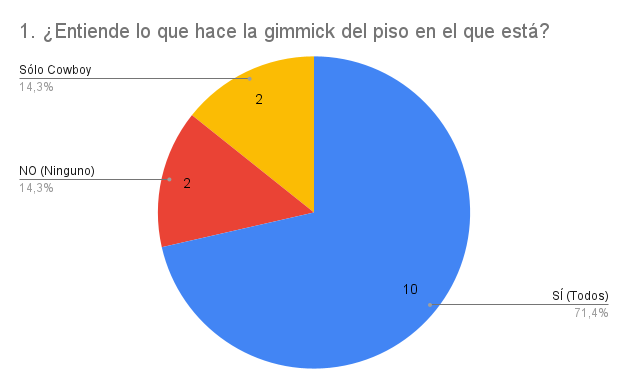 1. ¿Entiende lo que hace la gimmick del piso en el que está?
Sólo Cowboy
14,3%
2
NO (Ninguno)
14,3%
2
10
SÍ (Todos)
71,4%